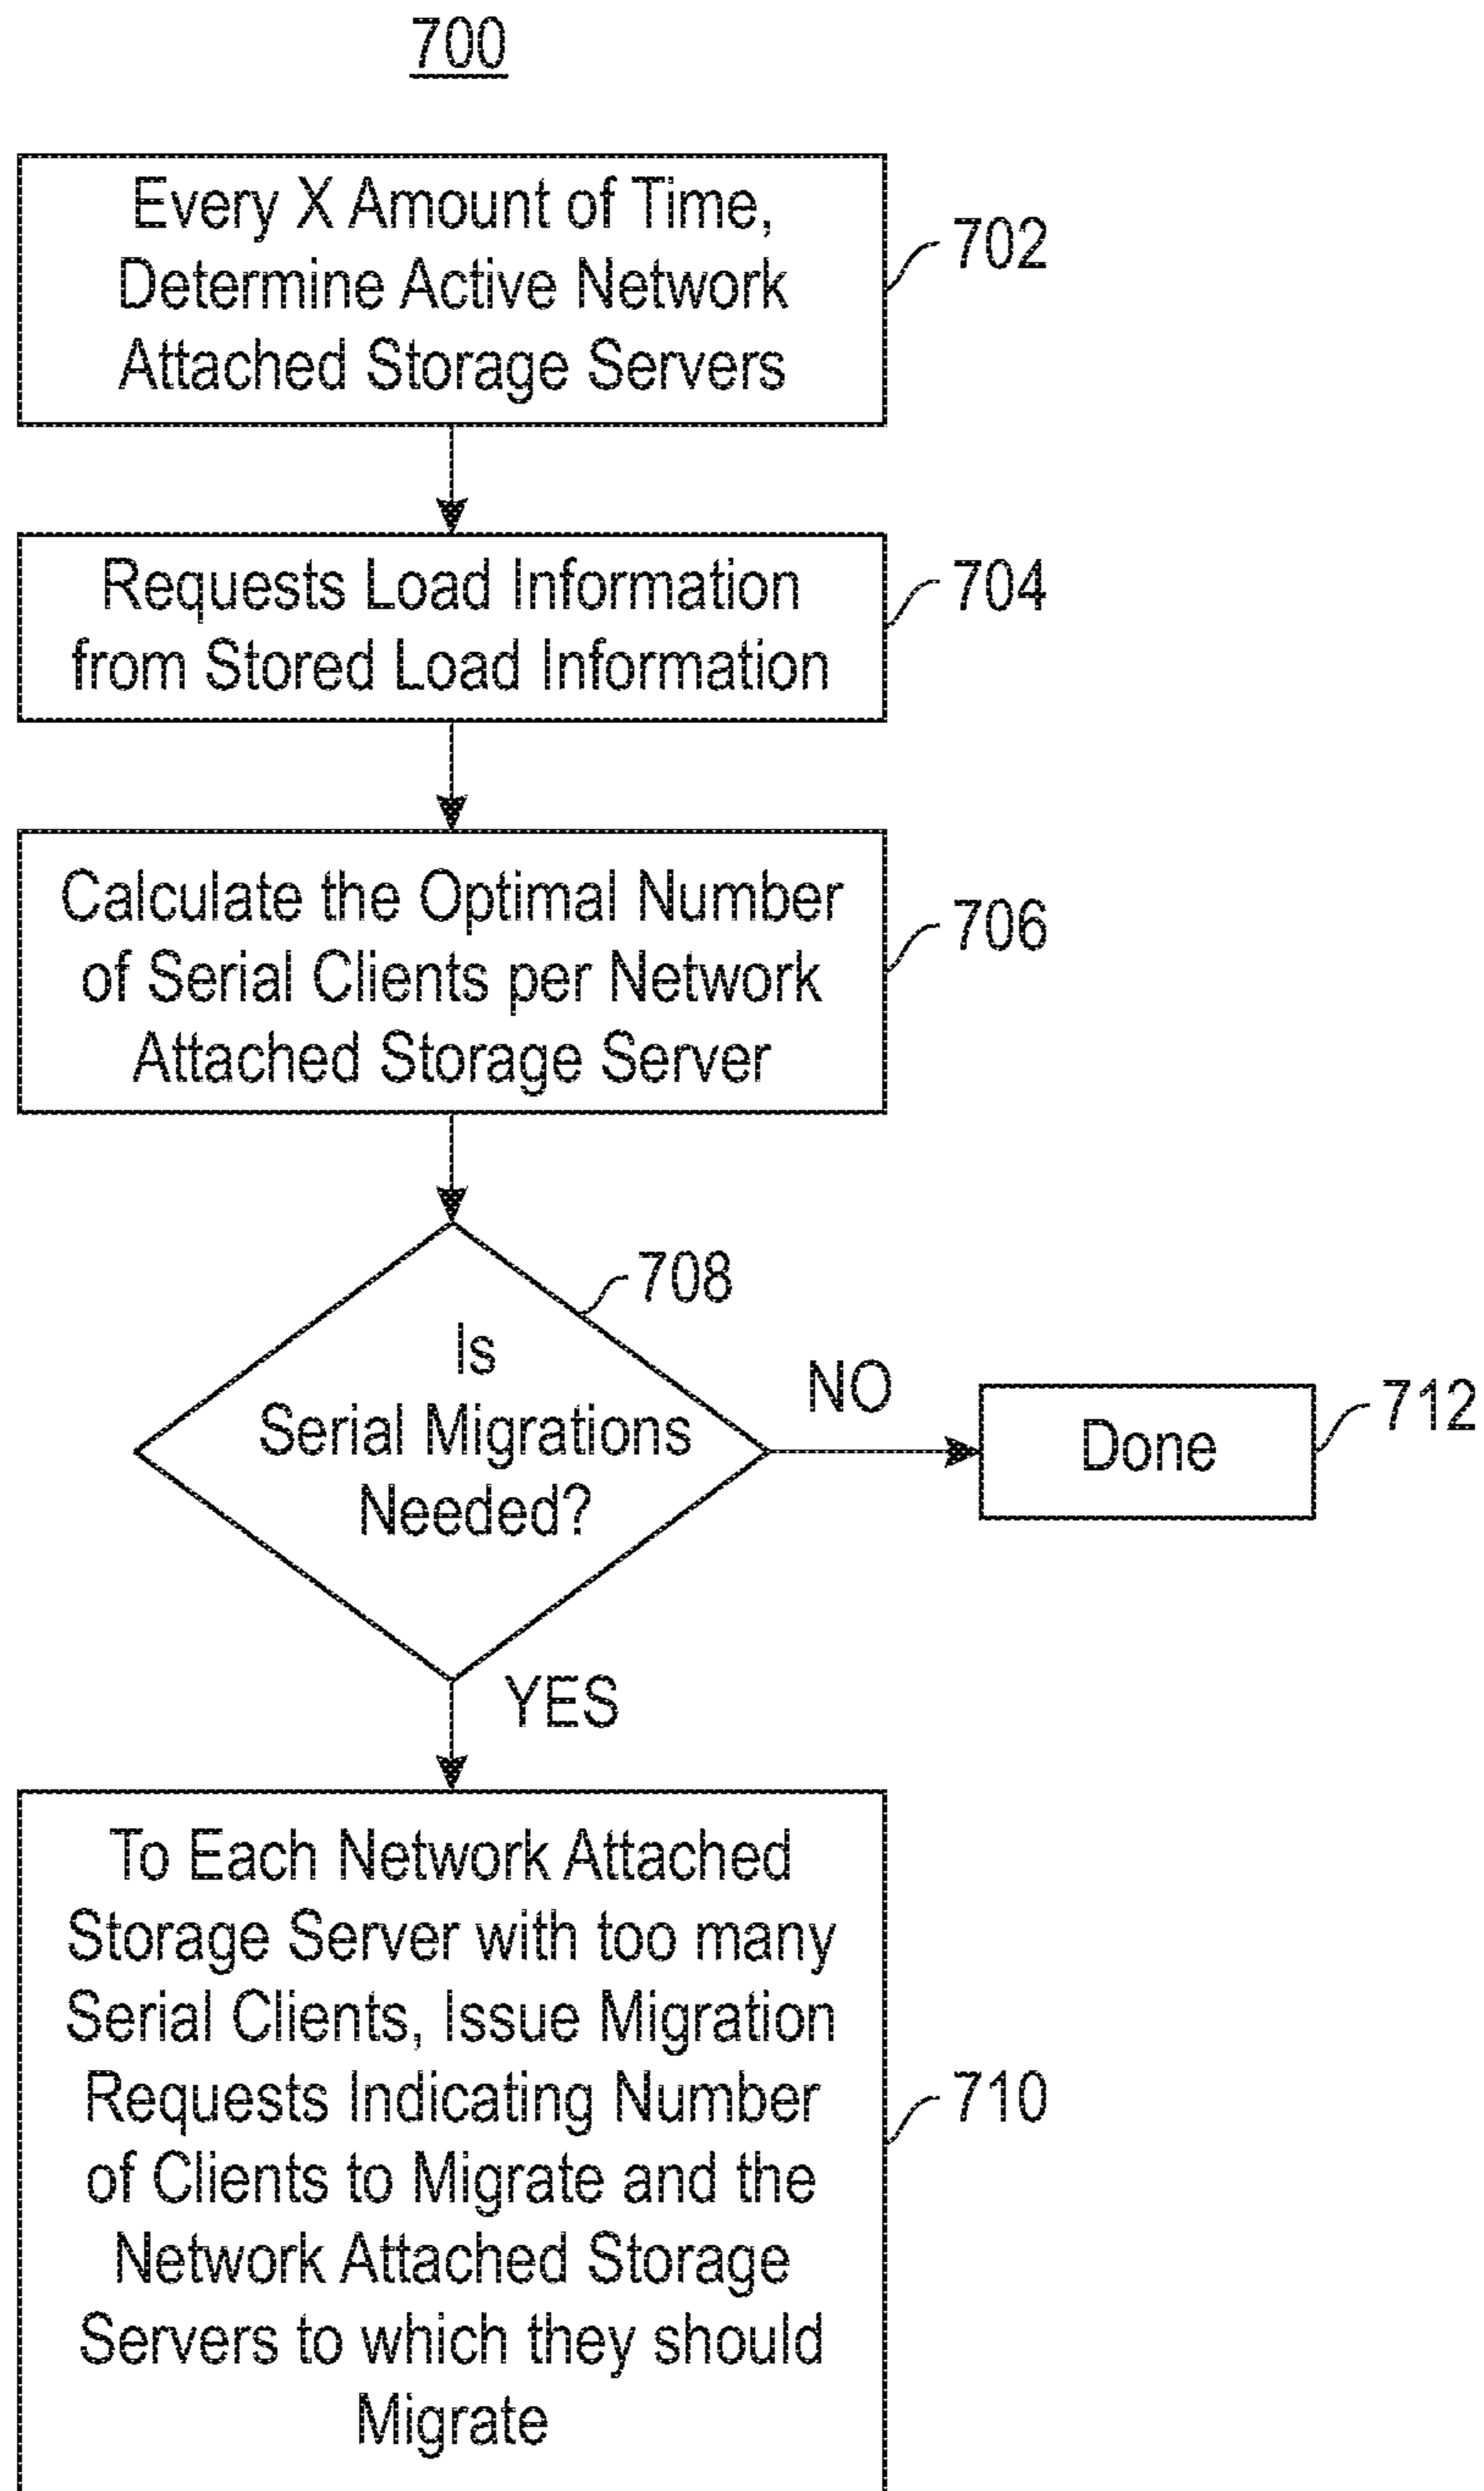 700
Every X Amount of Time,
Determine Active Network
Attached Storage Servers
702
Requests Load Information
from Stored Load Information
704
Calculate the Optimal Number
of Serial Clients per Network
Attached Storage Server
706
708
Is
Serial Migrations
Needed?
NO
Done
712
YES
To Each Network Attached
Storage Server with too many
Serial Clients, Issue Migration
Requests Indicating Number
of Clients to Migrate and the
Network Attached Storage
Servers to which they should
Migrate
710